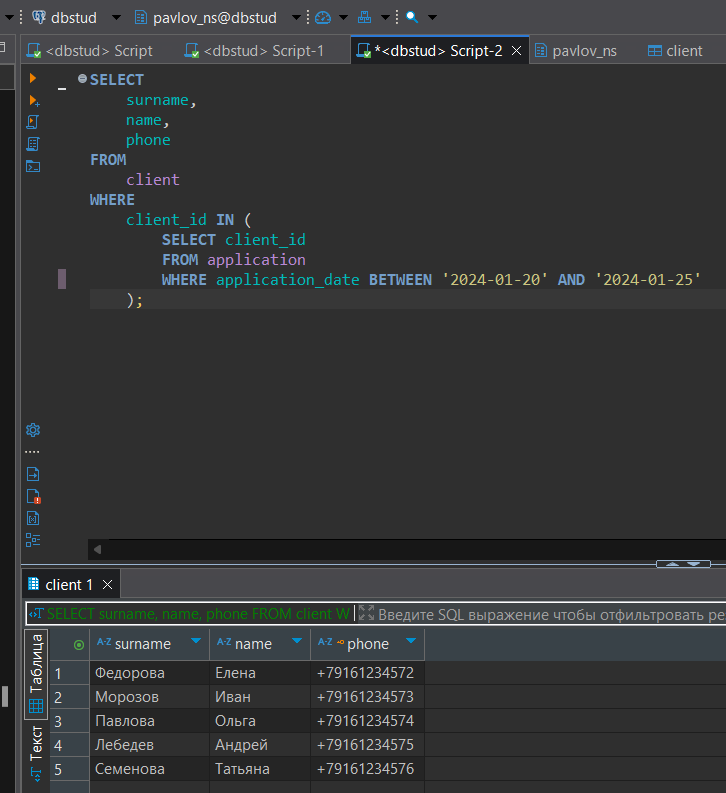 dbstud pavlov_ns@dbstud
<dbstud> Script <dbstud> Script-1 *<dbstud> Script-2 pavlov_ns client
SELECT
surname,
name,
phone
FROM
client
WHERE
client_id IN (
SELECT client_id
FROM application
WHERE application_date BETWEEN '2024-01-20' AND '2024-01-25'
);
client 1
SELECT surname, name, phone FROM client W Введите SQL выражение чтобы отфильтровать ре
Таблица
Текст
A-Z surname A-Z name A-Z phone
1 Федорова Елена +79161234572
2 Морозов Иван +79161234573
3 Павлова Ольга +79161234574
4 Лебедев Андрей +79161234575
5 Семенова Татьяна +79161234576